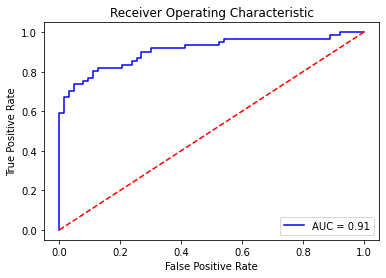 Receiver Operating Characteristic
True Positive Rate
1.0
0.8
0.6
0.4
0.2
0.0
AUC = 0.91
0.0 0.2 0.4 0.6 0.8 1.0
False Positive Rate